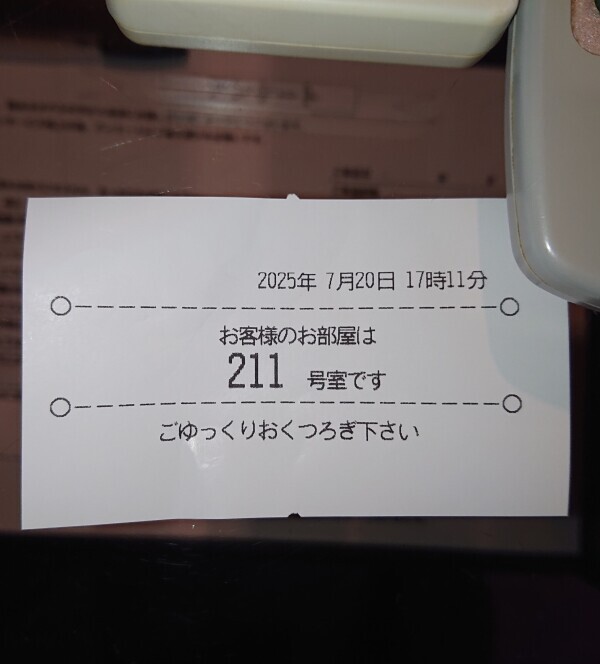 2025年 7月20日 17時11分
お客様のお部屋は
211 号室です
ごゆっくりおくつろぎ下さい